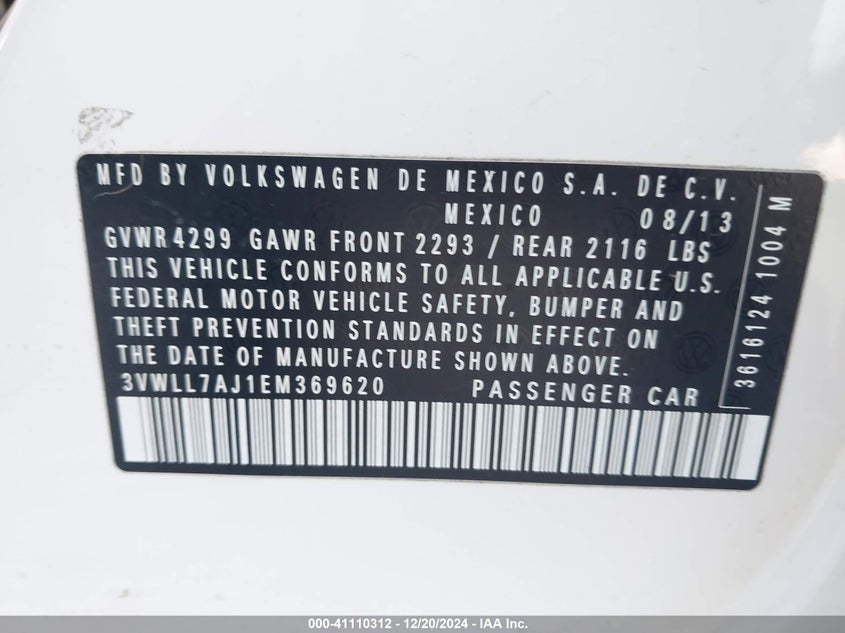 MFD BY VOLKSWAGEN DE MEXICO S.A. DE C.V.
MEXICO 08/13
GVWR 4299 GAWR FRONT 2293 / REAR 2116 LBS
THIS VEHICLE CONFORMS TO ALL APPLICABLE U.S.
FEDERAL MOTOR VEHICLE SAFETY, BUMPER AND
THEFT PREVENTION STANDARDS IN EFFECT ON
THE DATE OF MANUFACTURE SHOWN ABOVE.
3VWLL7AJ1EM369620 PASSENGER CAR
3616124 1004 M
000-41110312 - 12/20/2024 - IAA Inc.